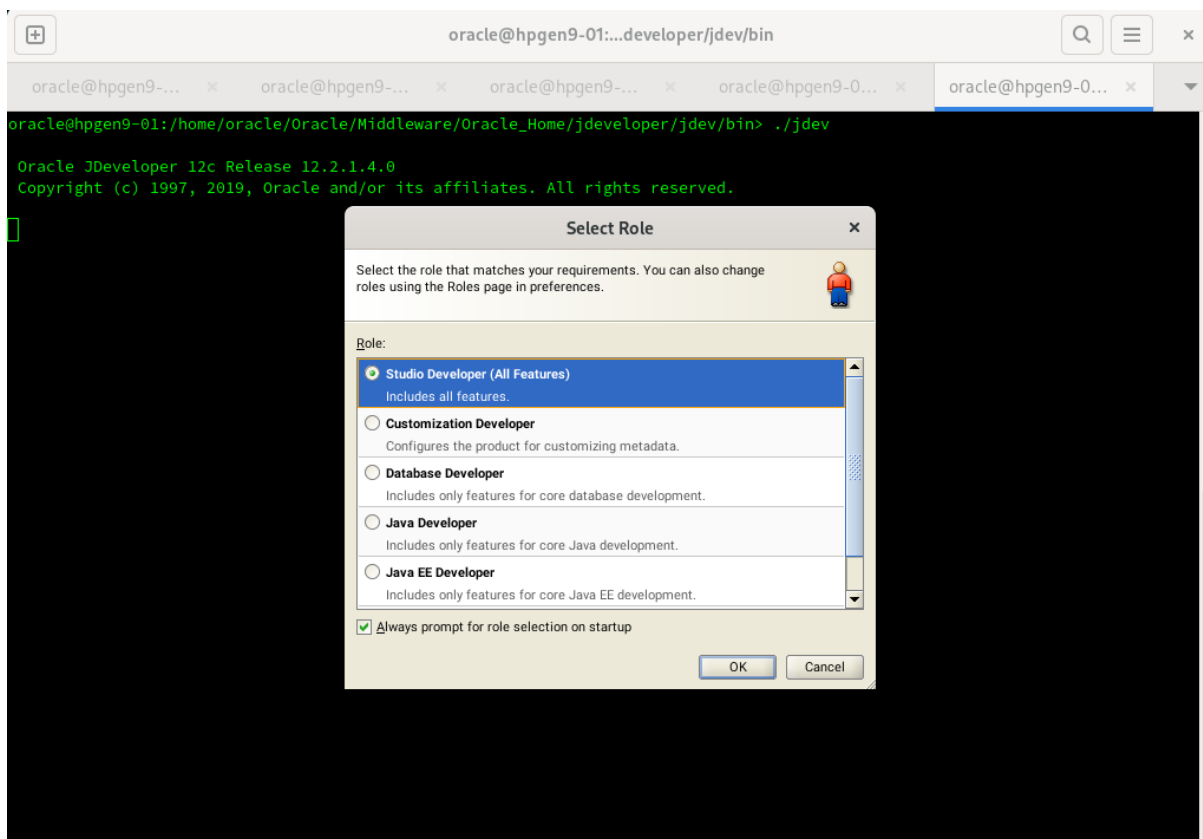 oracle@hpgen9-01:...developer/jdev/bin
oracle@hpgen9-... oracle@hpgen9-... oracle@hpgen9-... oracle@hpgen9-0... oracle@hpgen9-0...
oracle@hpgen9-01:/home/oracle/Oracle/Middleware/Oracle_Home/jdeveloper/jdev/bin> ./jdev
Oracle JDeveloper 12c Release 12.2.1.4.0
Copyright (c) 1997, 2019, Oracle and/or its affiliates. All rights reserved.
Select Role
Select the role that matches your requirements. You can also change
roles using the Roles page in preferences.
Role:
Studio Developer (All Features)
Includes all features.
Customization Developer
Configures the product for customizing metadata.
Database Developer
Includes only features for core database development.
Java Developer
Includes only features for core Java development.
Java EE Developer
Includes only features for core Java EE development.
Always prompt for role selection on startup
OK Cancel